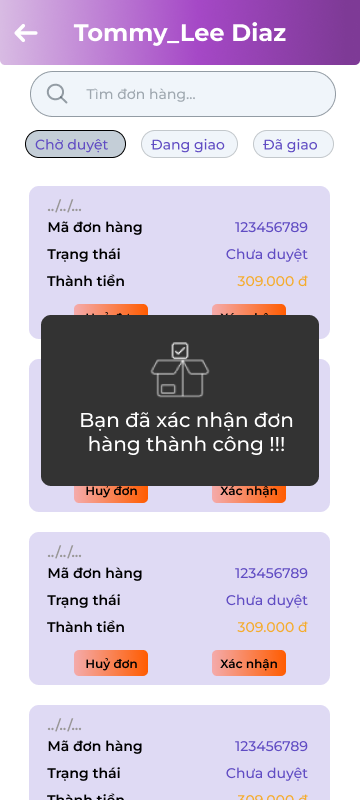 Tommy_Lee Diaz
Tìm đơn hàng...
Chờ duyệt Đang giao Đã giao
../../...
Mã đơn hàng 123456789
Trạng thái Chưa duyệt
Thành tiền 309.000 đ
Bạn đã xác nhận đơn
hàng thành công !!!
Huỷ đơn Xác nhận
../../...
Mã đơn hàng 123456789
Trạng thái Chưa duyệt
Thành tiền 309.000 đ
Huỷ đơn Xác nhận
../../...
Mã đơn hàng 123456789
Trạng thái Chưa duyệt
Thành tiền 309.000 đ